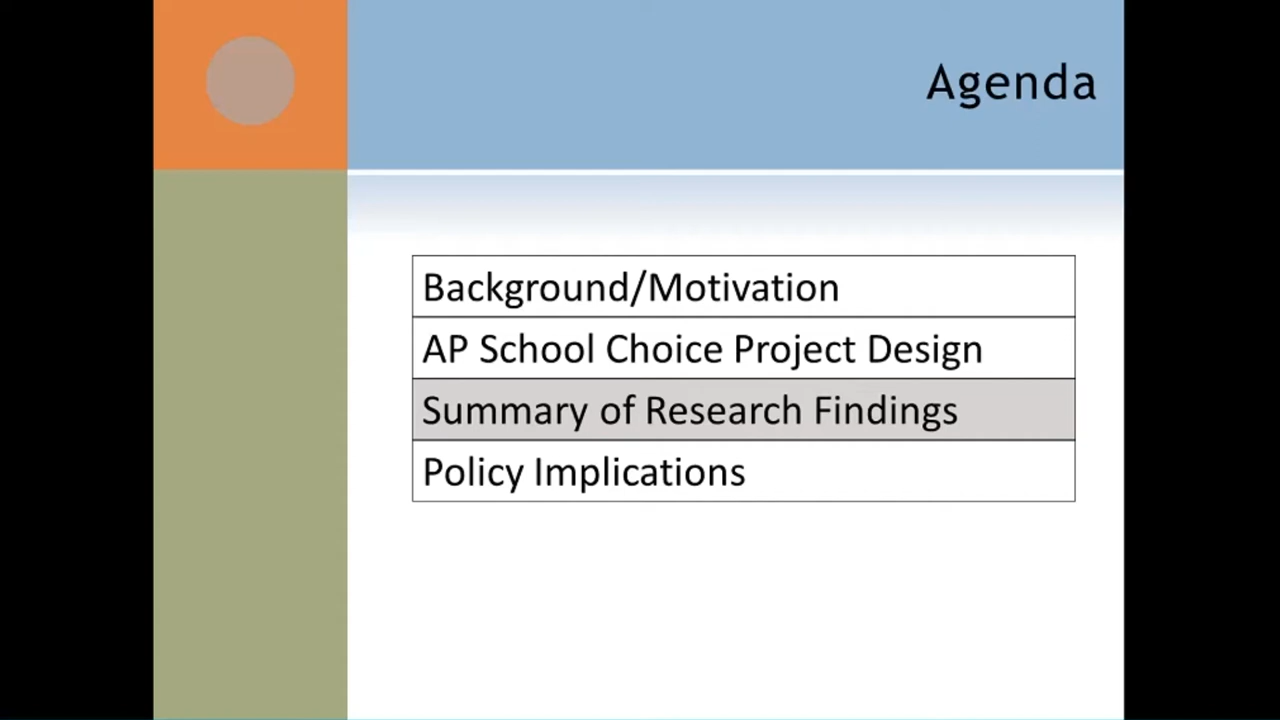 Agenda
Background/Motivation
AP School Choice Project Design
Summary of Research Findings
Policy Implications